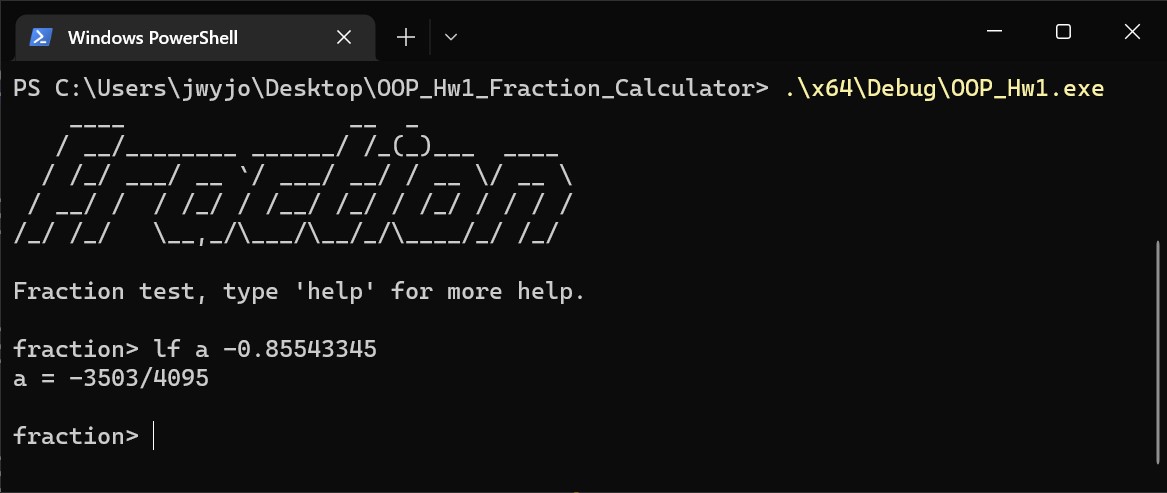 Windows PowerShell
PS C:\Users\jwyjo\Desktop\OOP_Hw1_Fraction_Calculator> .\x64\Debug\OOP_Hw1.exe
    ____                __  _
   / __/________ ______/ /_(_)___  ____
  / /_/ ___/ __ `/ ___/ __/ / __ \/ __ \
 / __/ /  / /_/ / /__/ /_/ / /_/ / / / /
/_/ /_/   \__,_/\___/\__/_/\____/_/ /_/
Fraction test, type 'help' for more help.
fraction> lf a -0.85543345
a = -3503/4095
fraction>